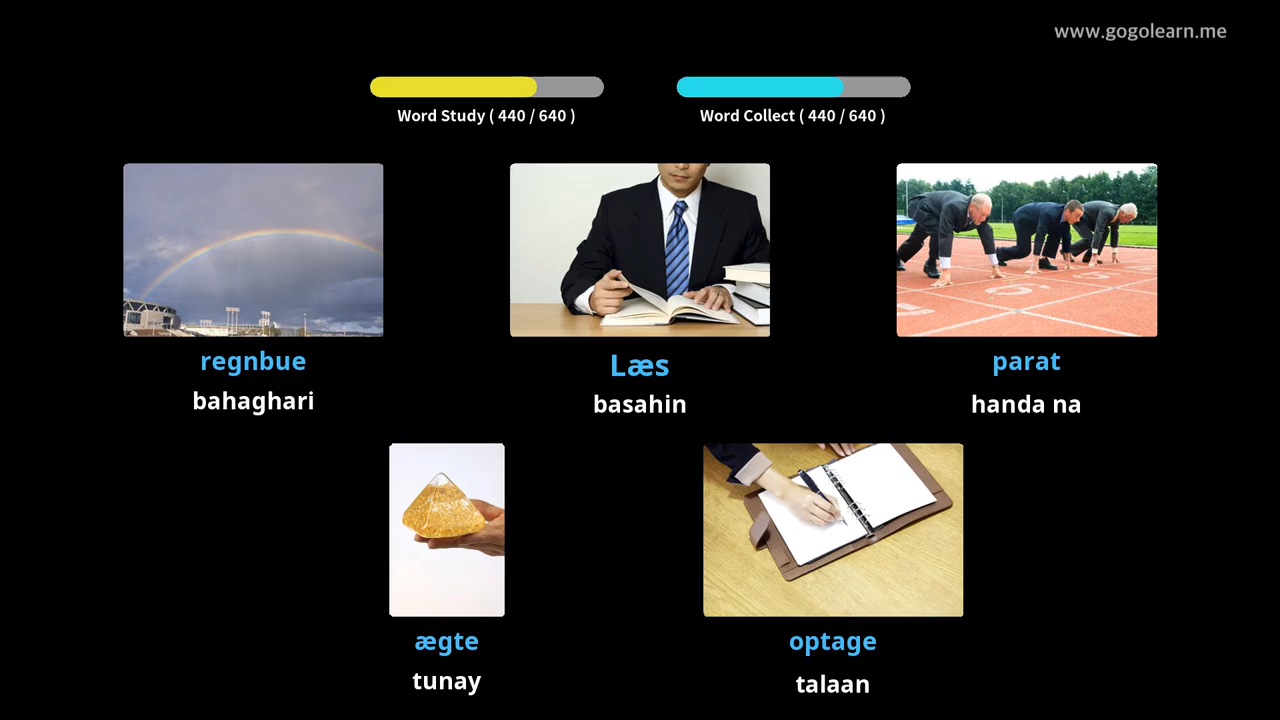 www.gogolearn.me
Word Study ( 440 / 640 )
Word Collect ( 440 / 640 )
regnbue
bahaghari
Læs
basahin
parat
handa na
ægte
tunay
optage
talaan